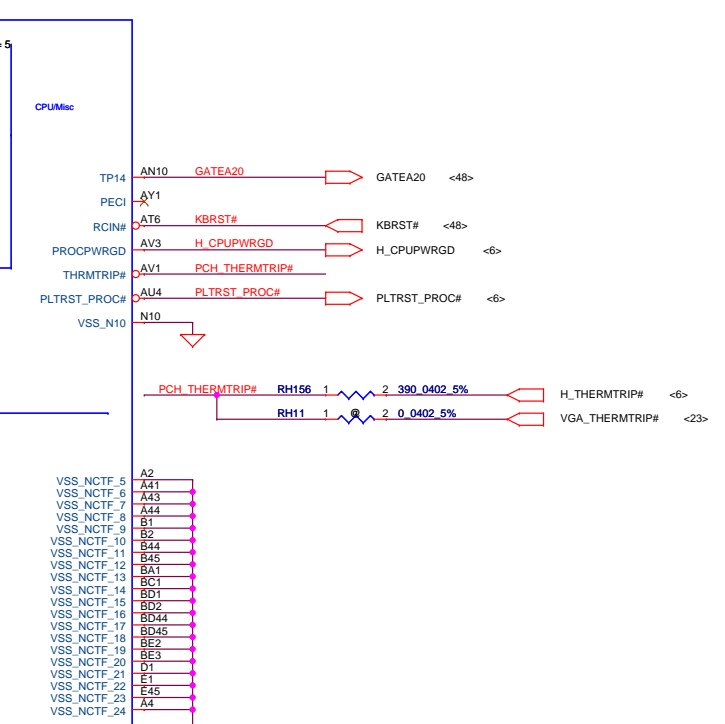 5
CPU/Misc
TP14 AN10 GATEA20 GATEA20 <48>
PECI AY1
RCIN# AT6 KBRST# KBRST# <48>
PROCPWRGD AV3 H_CPUPWRGD H_CPUPWRGD <6>
THRMTRIP# AV1 PCH_THERMTRIP#
PLTRST_PROC# AU4 PLTRST_PROC# PLTRST_PROC# <6>
VSS_N10 N10
PCH_THERMTRIP# RH156 1 2 390_0402_5% H_THERMTRIP# <6>
RH11 1 @ 2 0_0402_5% VGA_THERMTRIP# <23>
VSS_NCTF_5 A2
VSS_NCTF_6 A41
VSS_NCTF_7 A43
VSS_NCTF_8 A44
VSS_NCTF_9 B1
VSS_NCTF_10 B2
VSS_NCTF_11 B44
VSS_NCTF_12 B45
VSS_NCTF_13 BA1
VSS_NCTF_14 BC1
VSS_NCTF_15 BD1
VSS_NCTF_16 BD2
VSS_NCTF_17 BD44
VSS_NCTF_18 BD45
VSS_NCTF_19 BE2
VSS_NCTF_20 BE3
VSS_NCTF_21 D1
VSS_NCTF_22 E1
VSS_NCTF_23 E45
VSS_NCTF_24 A4